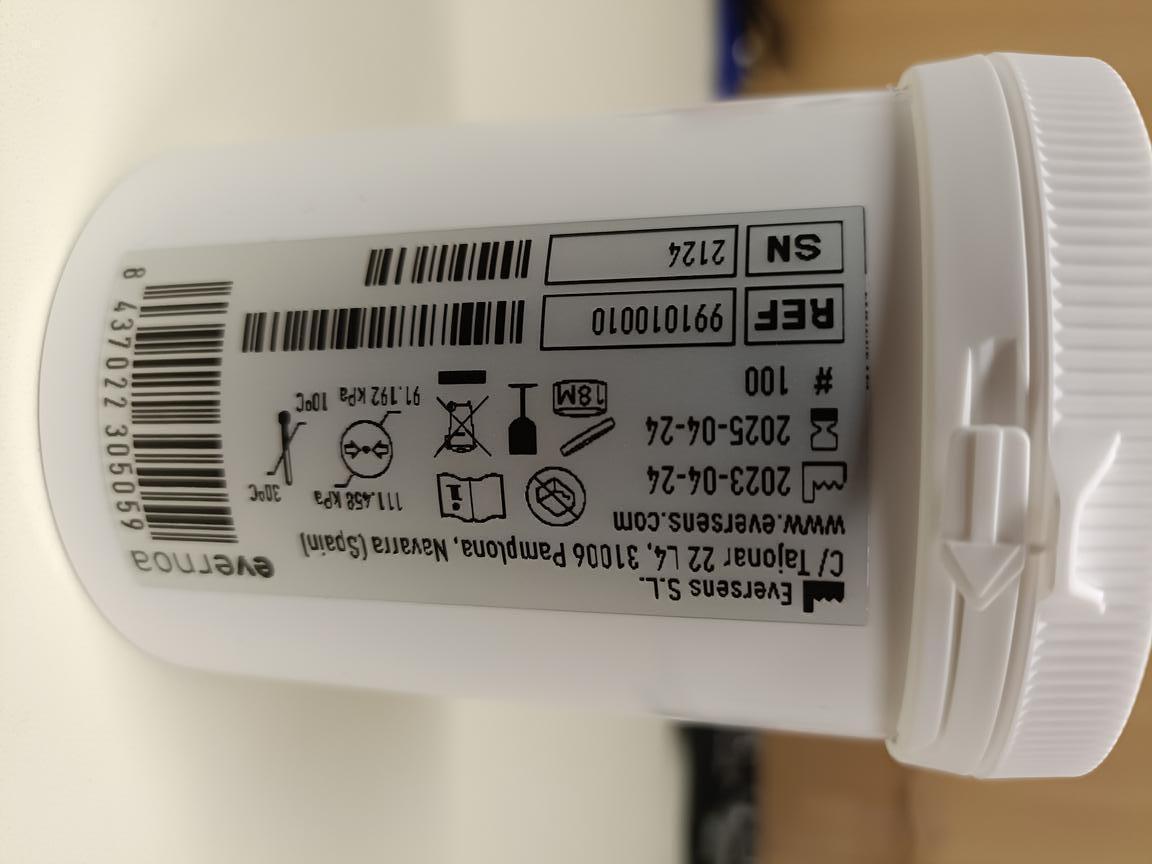 Eversens S.L.
C/ Tajonar 22 L4, 31006 Pamplona, Navarra (Spain)
www.eversens.com
2023-04-24
2025-04-24
# 100
18M
111.458 kPa
91.192 kPa
30ºC
10ºC
REF 991010010
SN 2124
evernoa
8 437022 305059